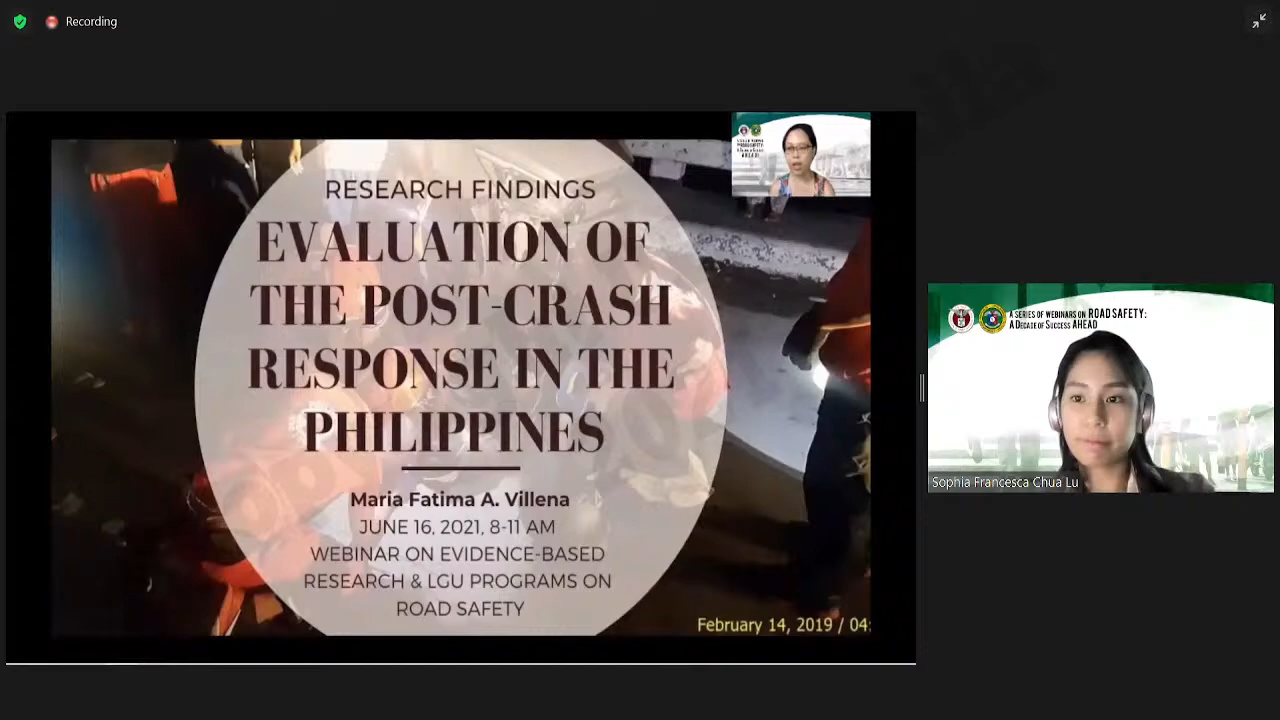 Recording
RESEARCH FINDINGS
EVALUATION OF
THE POST-CRASH
RESPONSE IN THE
PHILIPPINES
Maria Fatima A. Villena
JUNE 16, 2021, 8-11 AM
WEBINAR ON EVIDENCE-BASED
RESEARCH & LGU PROGRAMS ON
ROAD SAFETY
February 14, 2019 / 04:
A SERIES OF WEBINARS ON ROAD SAFETY:
A DECADE OF SUCCESS AHEAD
Sophia Francesca Chua Lu